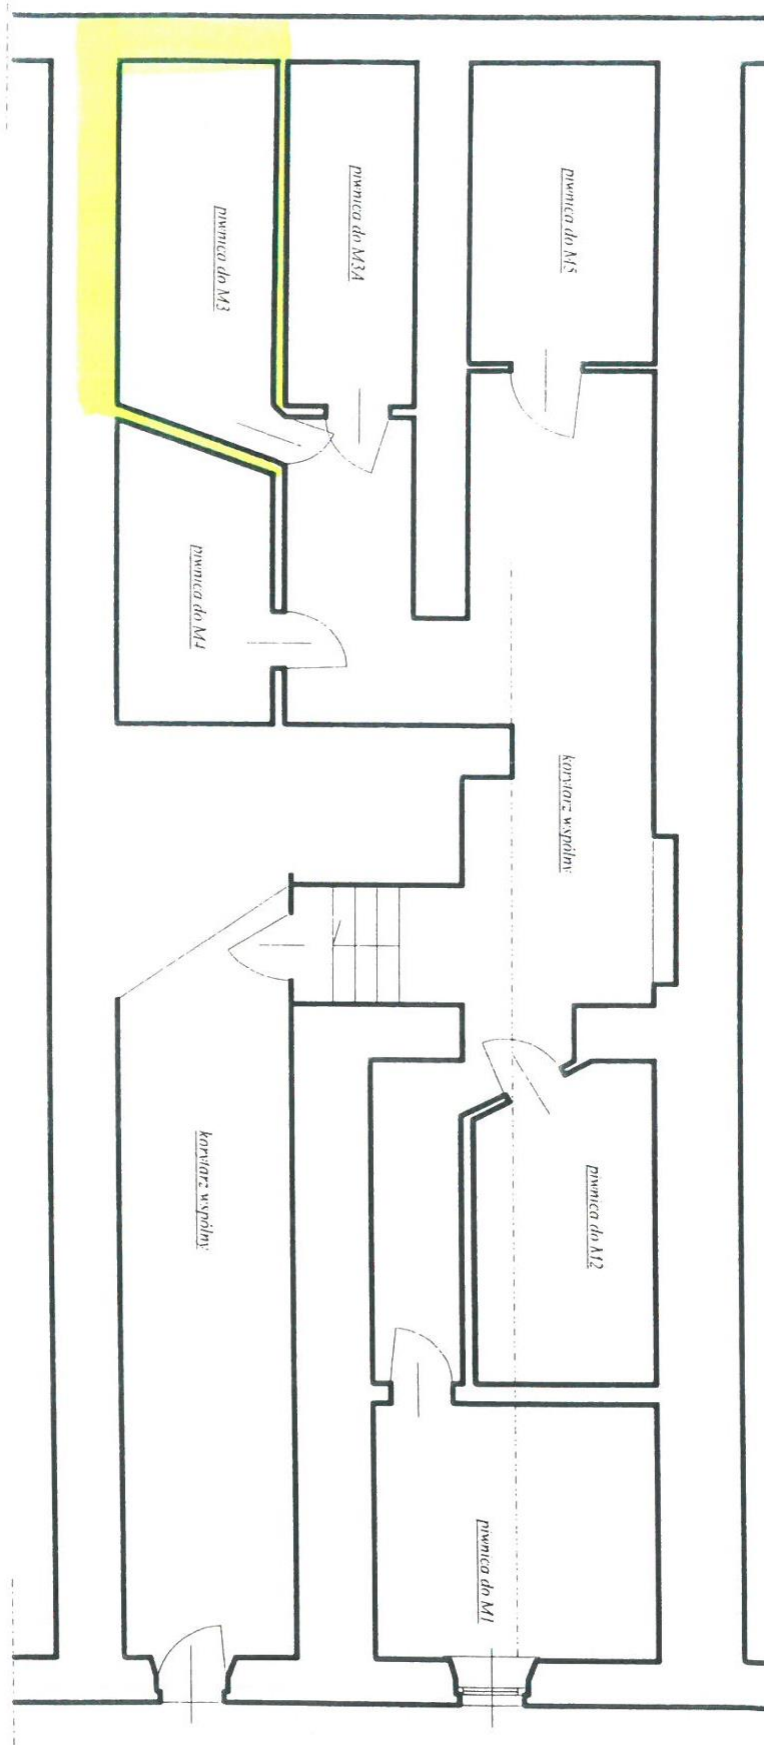 piwnica do M3
piwnica do M3A
piwnica do M5
piwnica do M4
korytarz wspólny
korytarz wspólny
piwnica do M2
piwnica do M1